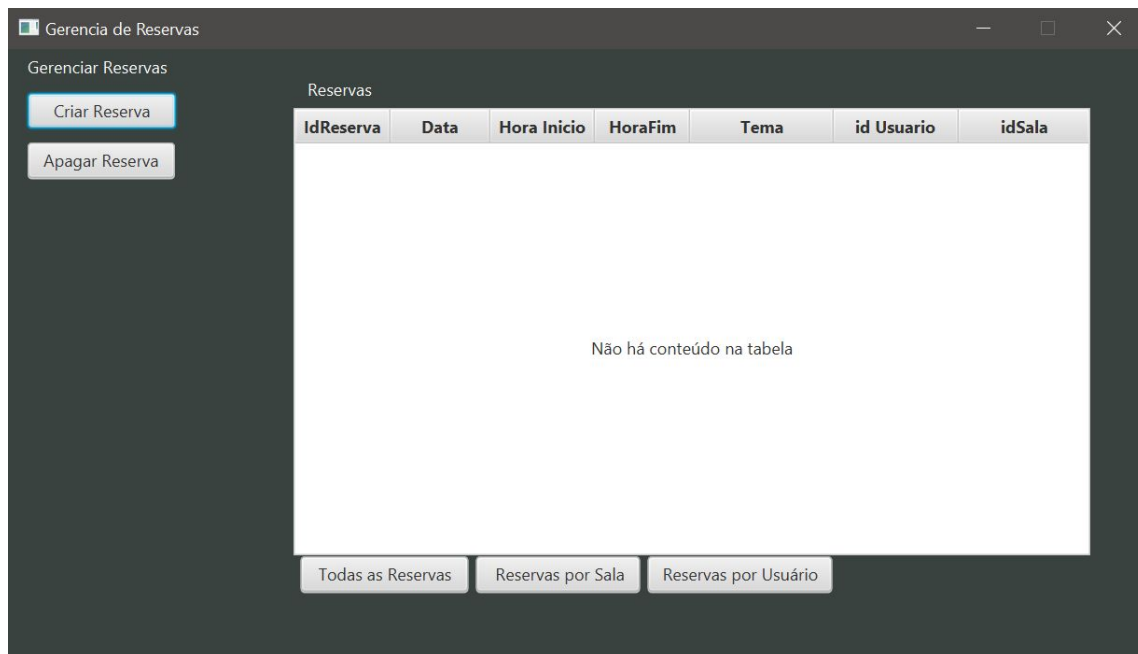 Gerencia de Reservas
Gerenciar Reservas
Criar Reserva
Apagar Reserva
Reservas
IdReserva Data Hora Inicio HoraFim Tema id Usuario idSala
Não há conteúdo na tabela
Todas as Reservas Reservas por Sala Reservas por Usuário